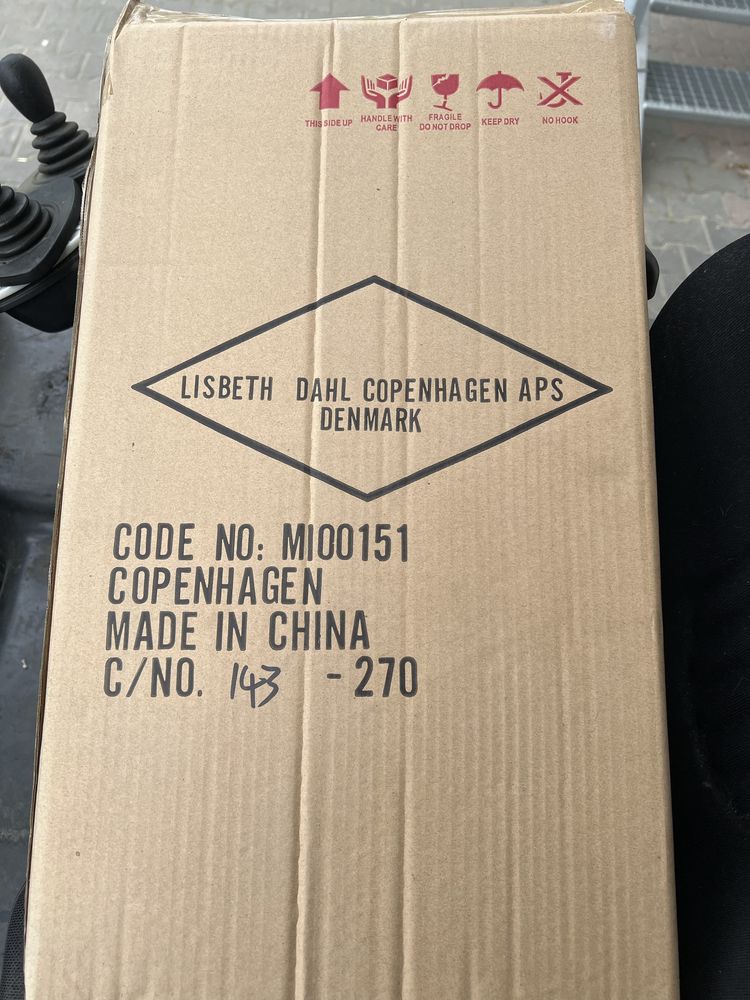 THIS SIDE UP
HANDLE WITH CARE
FRAGILE DO NOT DROP
KEEP DRY
NO HOOK
LISBETH DAHL COPENHAGEN APS
DENMARK
CODE NO: MI00151
COPENHAGEN
MADE IN CHINA
C/NO. 143 - 270